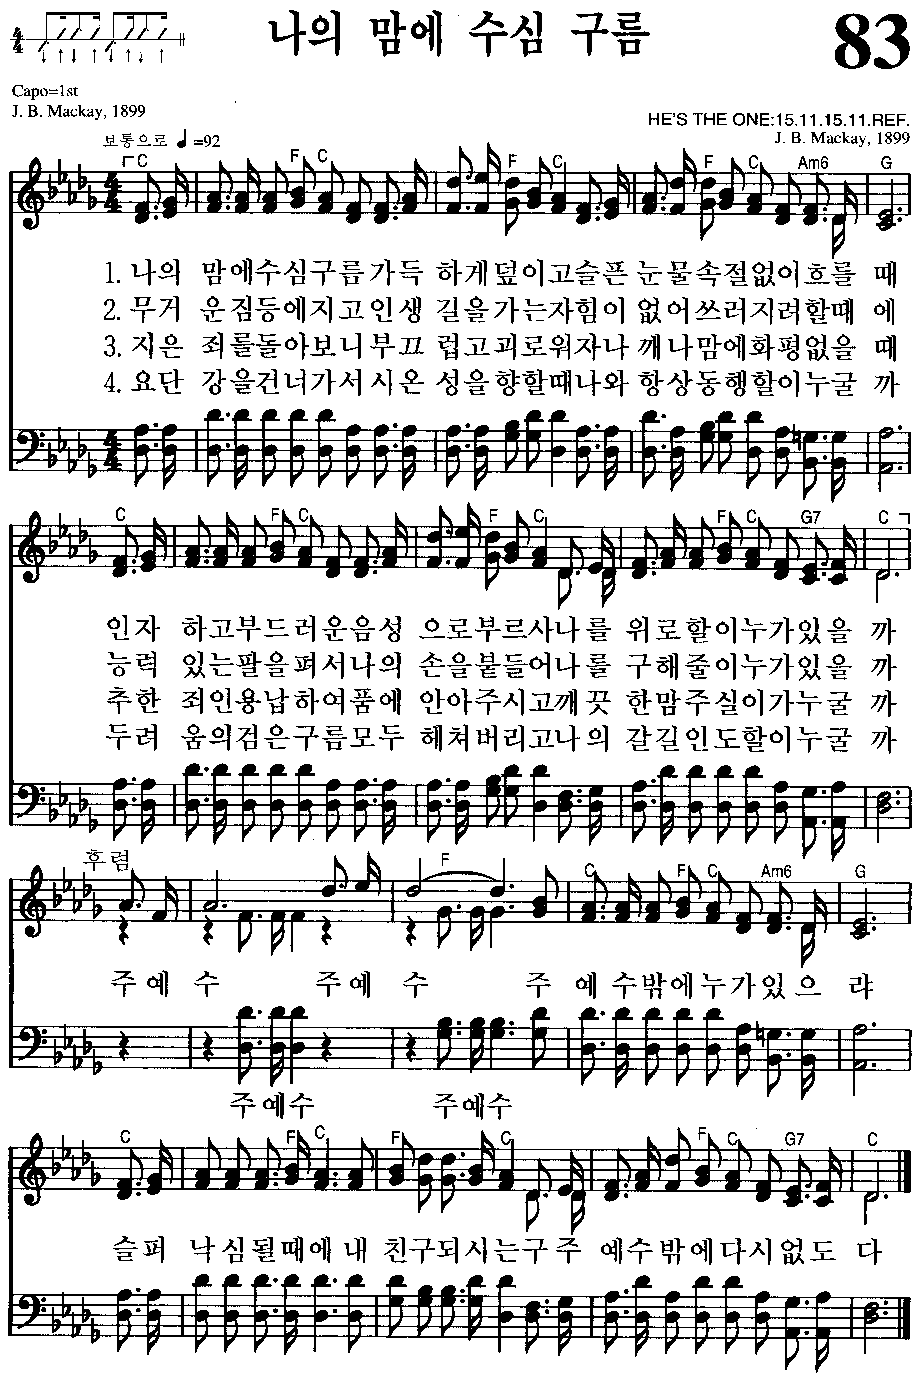 나의 맘에 수심 구름
83
4/4
Capo=1st
J. B. Mackay, 1899
HE'S THE ONE:15.11.15.11.REF.
J. B. Mackay, 1899
보통으로 ♩=92
C F C F C F C Am6 G
1. 나의 맘에수심구름가득 하게덮이고슬픈 눈물속절없이흐를 때
2. 무거 운짐등에지고인생 길을가는자힘이 없어쓰러지려할떄 에
3. 지은 죄를돌아보니부끄 럽고괴로워자나 깨나맘에화평없을 때
4. 요단 강을건너가서시온 성을향할때나와 항상동행할이누굴 까
C F C F C F C G7 C
인자 하고부드러운음성 으로부르사나를 위로할이누가있을 까
능력 있는팔을펴서나의 손을붙들어나를 구해줄이누가있을 까
추한 죄인용납하여품에 안아주시고깨끗 한맘주실이가누굴 까
두려 움의검은구름모두 헤쳐버리고나의 갈길인도할이누굴 까
후렴
F C F C Am6 G
주예 수 주예 수 주 예수밖에누가있으 랴
주예수 주예수
C F C F C F C G7 C
슬퍼 낙심될때에내 친구되시는구주 예수밖에다시없도 다